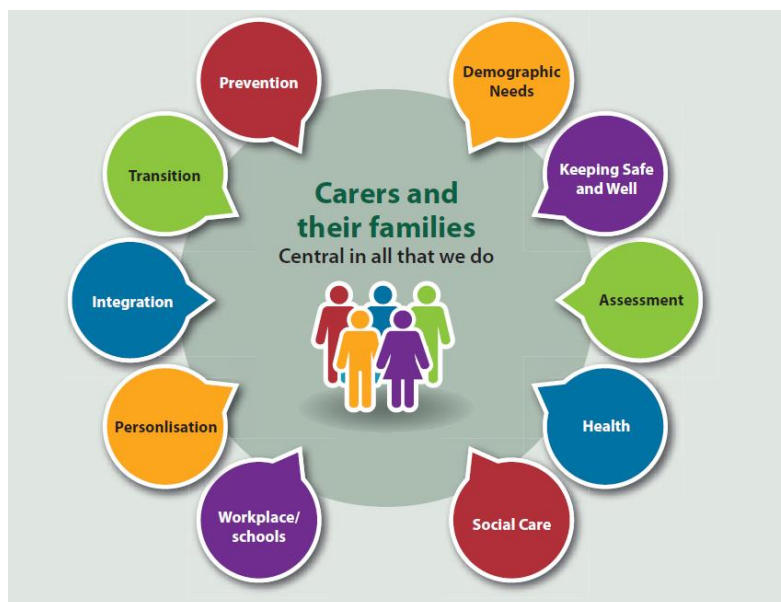 Prevention
Demographic
Needs
Transition
Keeping Safe
and Well
Carers and
their families
Central in all that we do
Integration
Assessment
Personlisation
Health
Workplace/
schools
Social Care